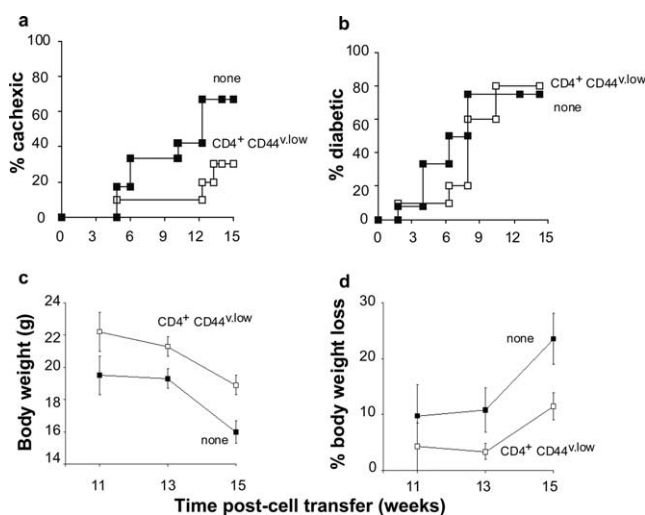 a
100
80
60
40
20
0
% cachexic
none
CD4+ CD44v.low
0 3 6 9 12 15
b
100
80
60
40
20
0
% diabetic
CD4+ CD44v.low
none
0 3 6 9 12 15
c
24
22
20
18
16
14
Body weight (g)
CD4+ CD44v.low
none
11 13 15
d
30
20
10
0
% body weight loss
none
CD4+ CD44v.low
11 13 15
Time post-cell transfer (weeks)